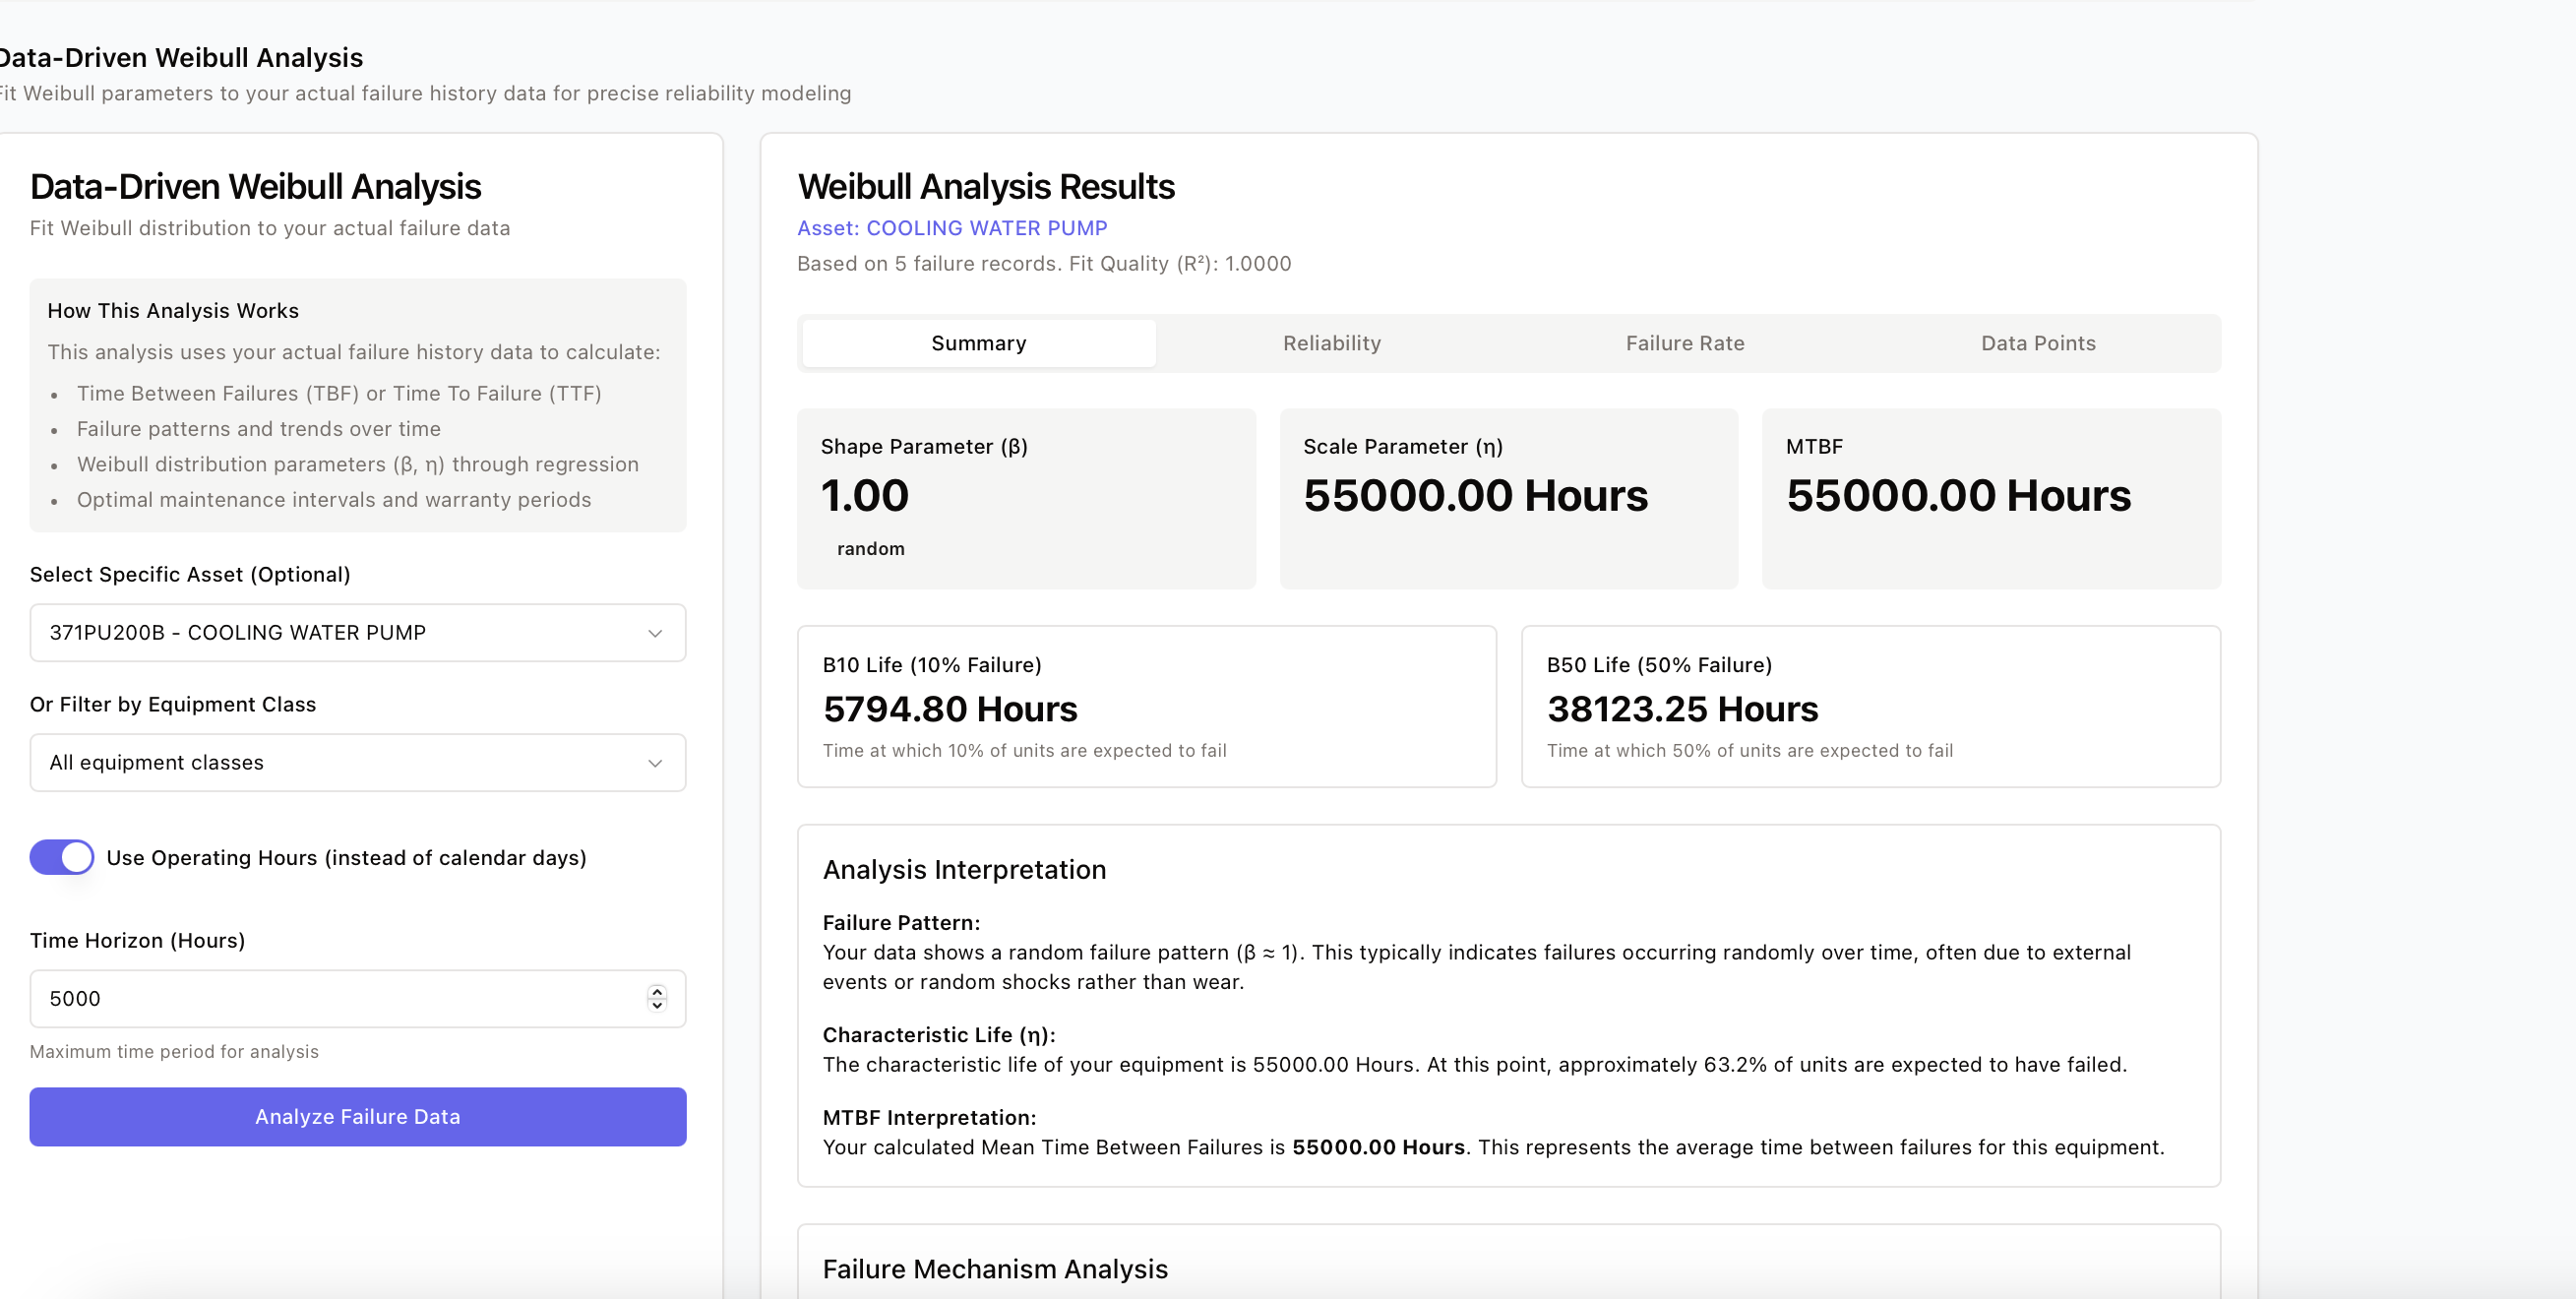 Data-Driven Weibull Analysis
Fit Weibull parameters to your actual failure history data for precise reliability modeling
Data-Driven Weibull Analysis
Fit Weibull distribution to your actual failure data
How This Analysis Works
This analysis uses your actual failure history data to calculate:
• Time Between Failures (TBF) or Time To Failure (TTF)
• Failure patterns and trends over time
• Weibull distribution parameters (β, η) through regression
• Optimal maintenance intervals and warranty periods
Select Specific Asset (Optional)
371PU200B - COOLING WATER PUMP
Or Filter by Equipment Class
All equipment classes
Use Operating Hours (instead of calendar days)
Time Horizon (Hours)
5000
Maximum time period for analysis
Analyze Failure Data
Weibull Analysis Results
Asset: COOLING WATER PUMP
Based on 5 failure records. Fit Quality (R²): 1.0000
Summary
Reliability
Failure Rate
Data Points
Shape Parameter (β)
1.00
random
Scale Parameter (η)
55000.00 Hours
MTBF
55000.00 Hours
B10 Life (10% Failure)
5794.80 Hours
Time at which 10% of units are expected to fail
B50 Life (50% Failure)
38123.25 Hours
Time at which 50% of units are expected to fail
Analysis Interpretation
Failure Pattern:
Your data shows a random failure pattern (β ≈ 1). This typically indicates failures occurring randomly over time, often due to external
events or random shocks rather than wear.
Characteristic Life (η):
The characteristic life of your equipment is 55000.00 Hours. At this point, approximately 63.2% of units are expected to have failed.
MTBF Interpretation:
Your calculated Mean Time Between Failures is 55000.00 Hours. This represents the average time between failures for this equipment.
Failure Mechanism Analysis